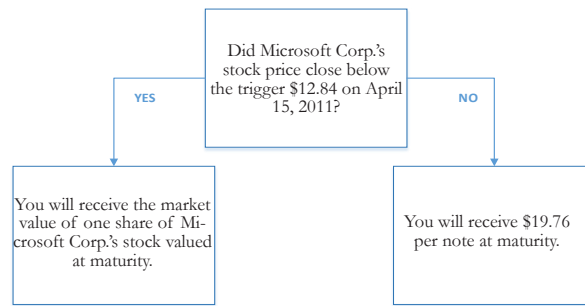 Did Microsoft Corp.'s
stock price close below
the trigger $12.84 on April
15, 2011?
YES
NO
You will receive the market
value of one share of Mi-
crosoft Corp.'s stock valued
at maturity.
You will receive $19.76
per note at maturity.